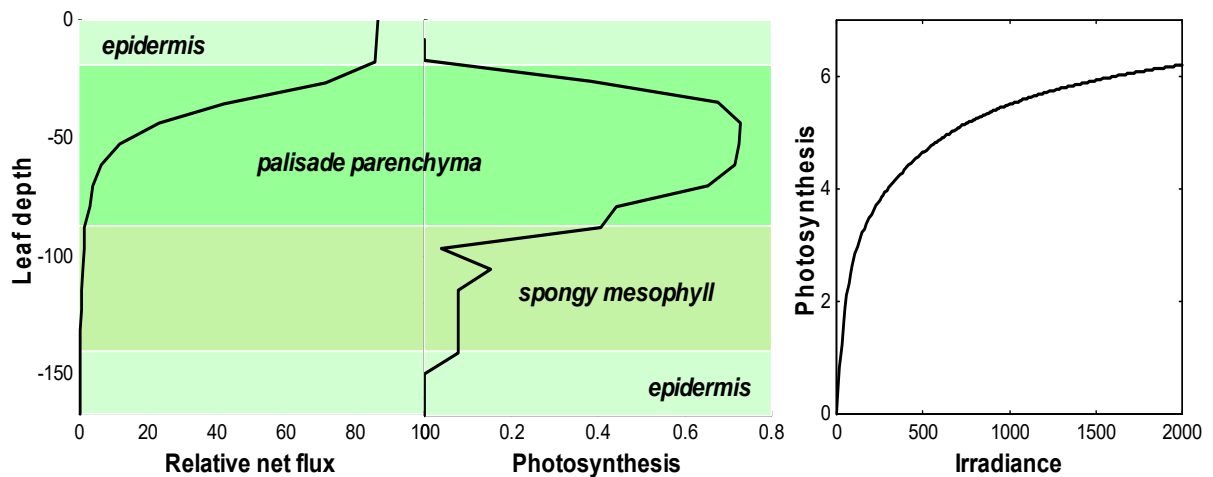 0
-50
-100
-150
Leaf depth
epidermis
palisade parenchyma
spongy mesophyll
epidermis
0 20 40 60 80 100 0.2 0.4 0.6 0.8
Relative net flux
Photosynthesis
6
4
2
0
Photosynthesis
0 500 1000 1500 2000
Irradiance